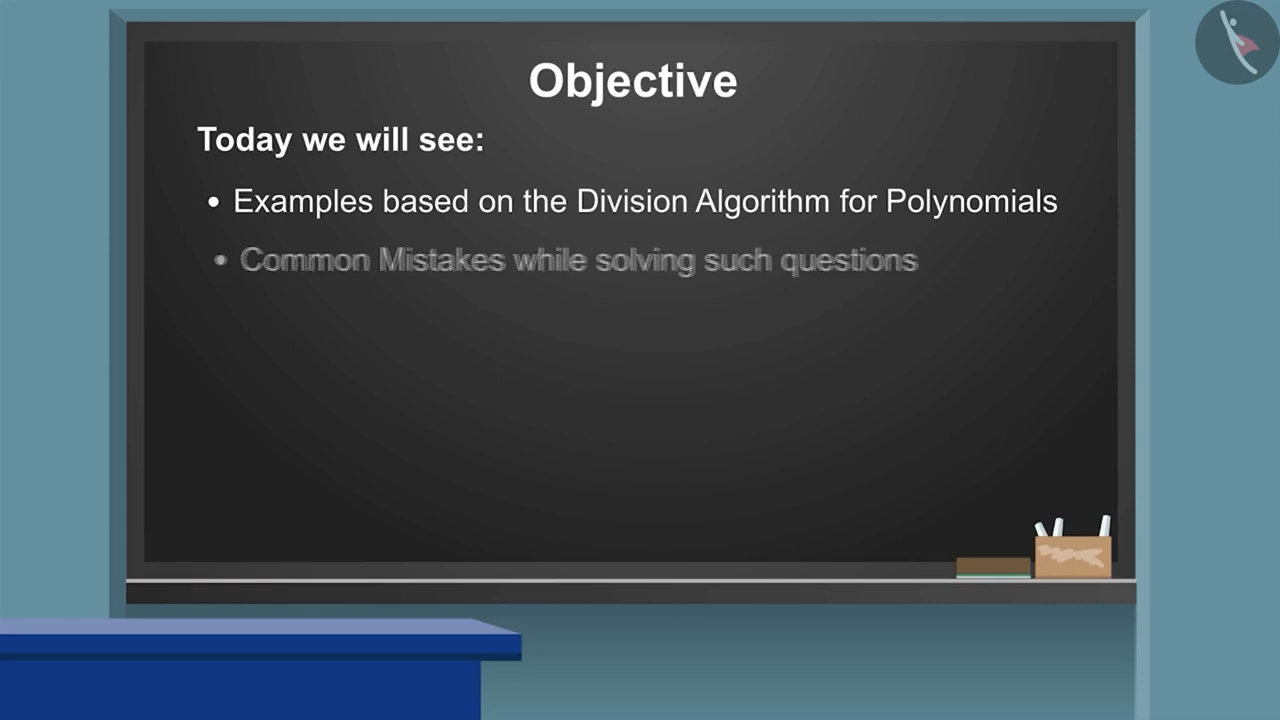 Objective
Today we will see:
• Examples based on the Division Algorithm for Polynomials
• Common Mistakes while solving such questions